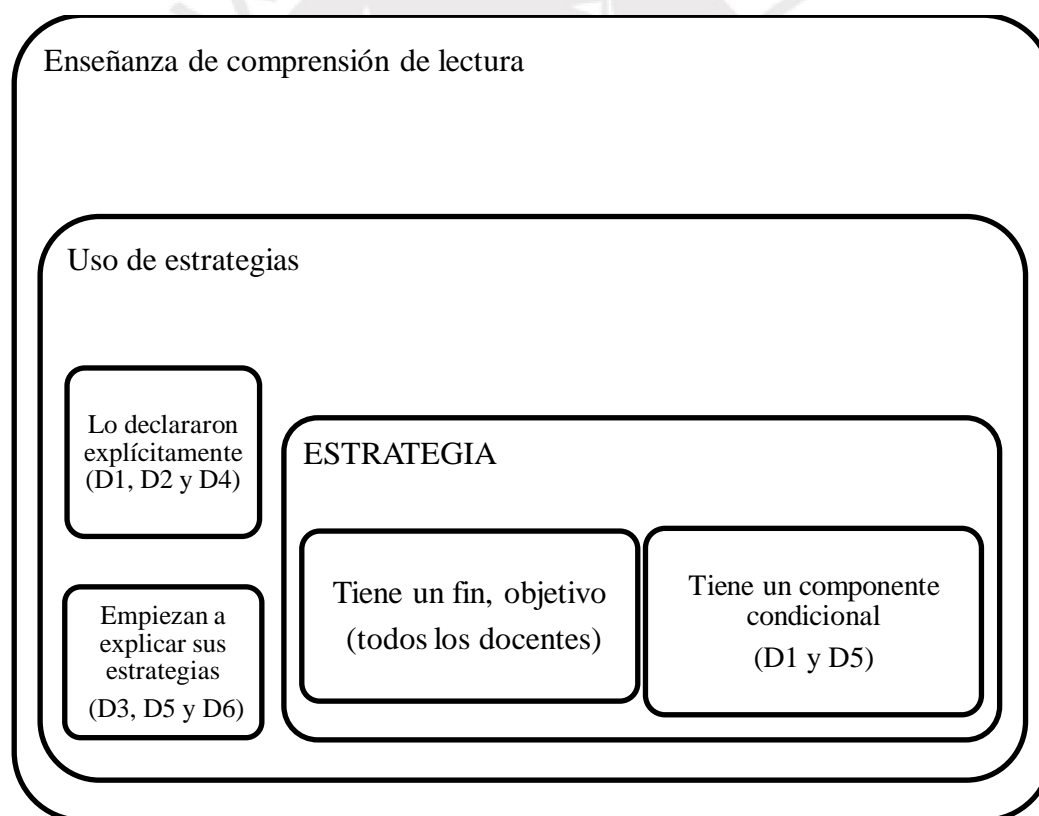 Enseñanza de comprensión de lectura
Uso de estrategias
Lo declararon
explícitamente
(D1, D2 y D4)
Empiezan a
explicar sus
estrategias
(D3, D5 y D6)
ESTRATEGIA
Tiene un fin, objetivo
(todos los docentes)
Tiene un componente
condicional
(D1 y D5)